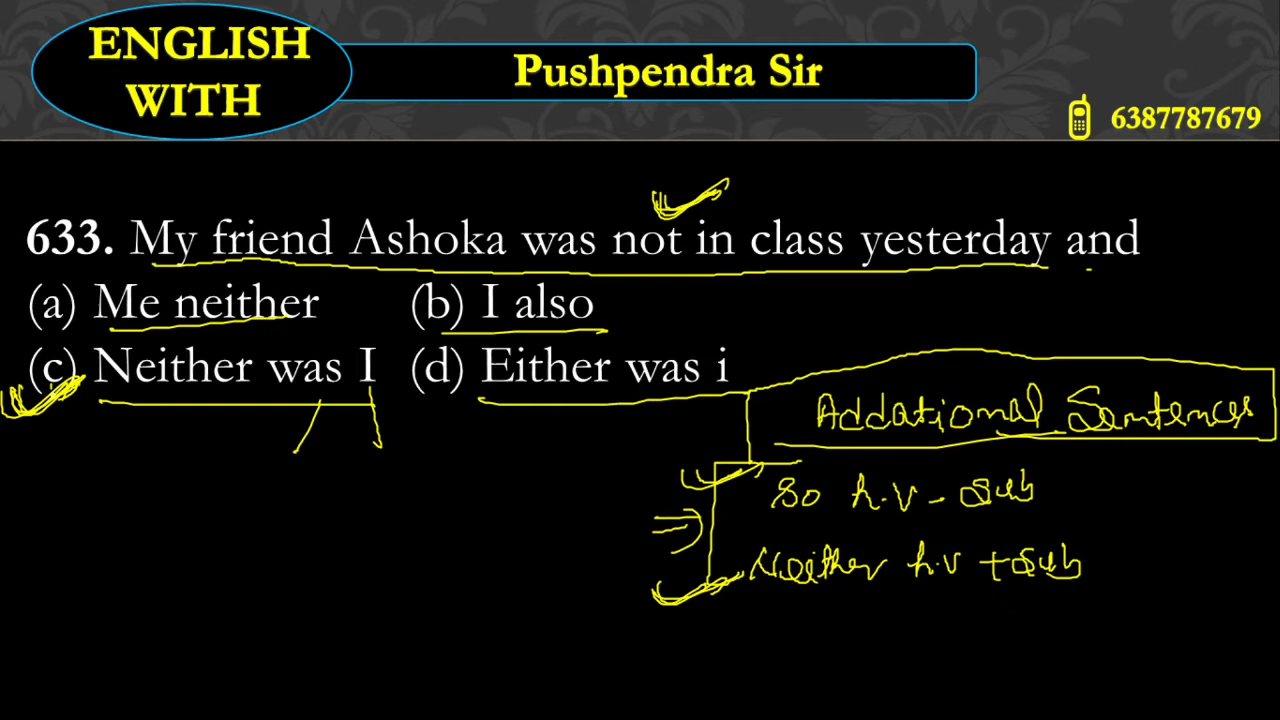 ENGLISH
WITH
Pushpendra Sir
6387787679
633. My friend Ashoka was not in class yesterday and
(a) Me neither (b) I also
(c) Neither was I (d) Either was i
Addational Sentences
So h.v - Sub
Neither h.v + Sub